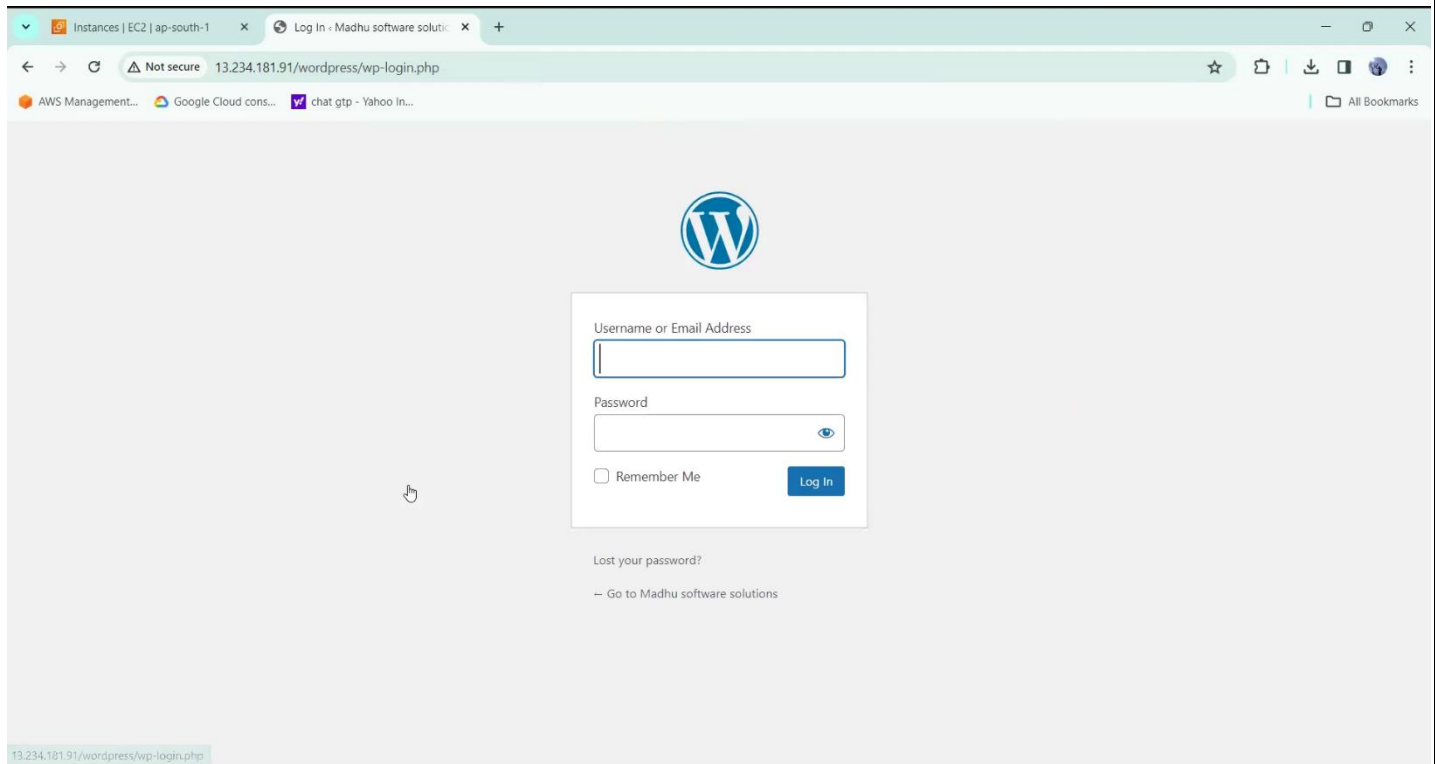 Instances | EC2 | ap-south-1
Log In ‹ Madhu software solutic
Not secure 13.234.181.91/wordpress/wp-login.php
AWS Management... Google Cloud cons... chat gtp - Yahoo In... All Bookmarks
Username or Email Address
Password
Remember Me Log In
Lost your password?
← Go to Madhu software solutions
13.234.181.91/wordpress/wp-login.php